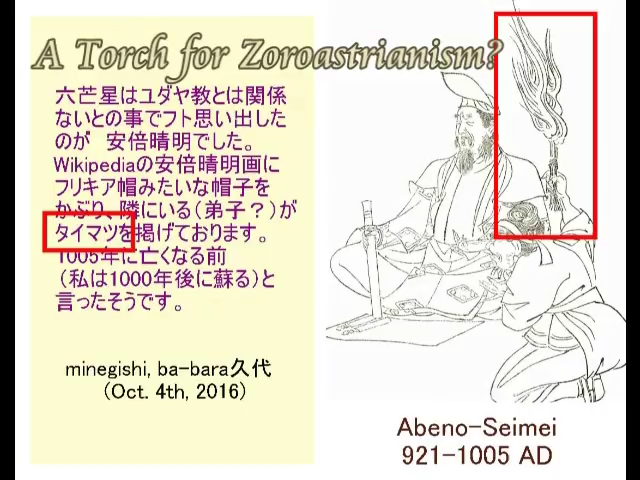 A Torch for Zoroastrianism?
六芒星はユダヤ教とは関係
ないとの事でフト思い出した
のが　安倍晴明でした。
Wikipediaの安倍晴明画に
フリキア帽みたいな帽子を
かぶり、隣にいる（弟子？）が
タイマツを掲げております。
1005年に亡くなる前
（私は1000年後に蘇る）と
言ったそうです。
minegishi, ba-bara久代
(Oct. 4th, 2016)
Abeno-Seimei
921-1005 AD